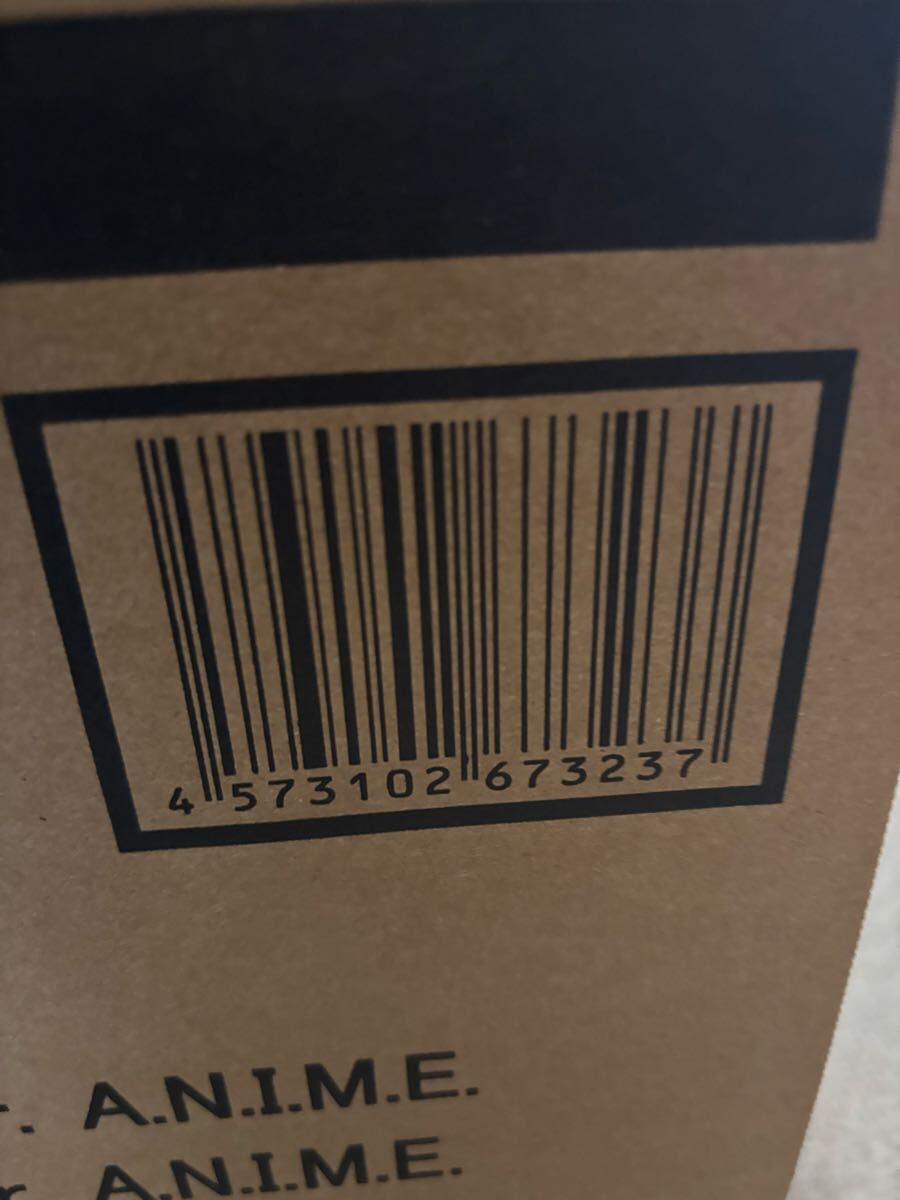 4 573102 673237
. A.N.I.M.E.
r A.N.I.M.E.